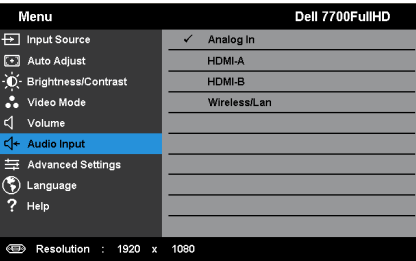 Menu Dell 7700FullHD
Input Source ✓ Analog In
Auto Adjust HDMI-A
Brightness/Contrast HDMI-B
Video Mode Wireless/Lan
Volume
Audio Input
Advanced Settings
Language
? Help
Resolution : 1920 x 1080